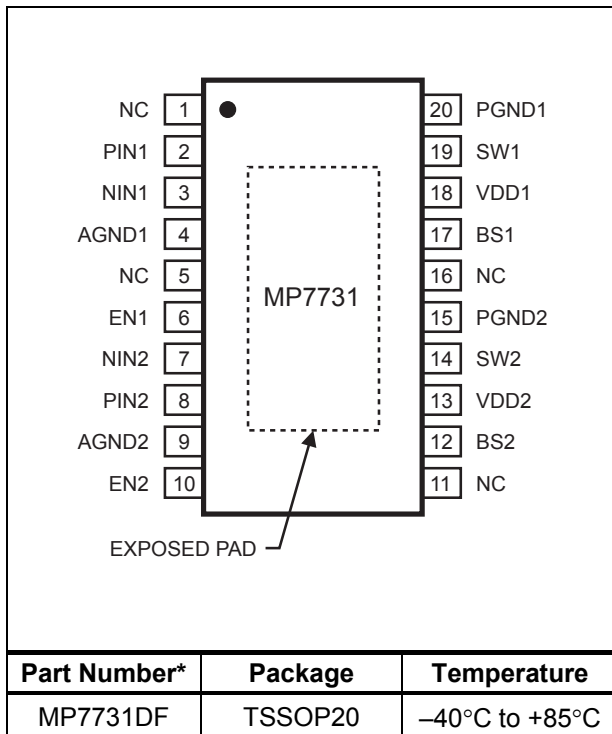 NC 1 20 PGND1
PIN1 2 19 SW1
NIN1 3 18 VDD1
AGND1 4 17 BS1
NC 5 16 NC
MP7731
EN1 6 15 PGND2
NIN2 7 14 SW2
PIN2 8 13 VDD2
AGND2 9 12 BS2
EN2 10 11 NC
EXPOSED PAD
Part Number* Package Temperature
MP7731DF TSSOP20 –40°C to +85°C